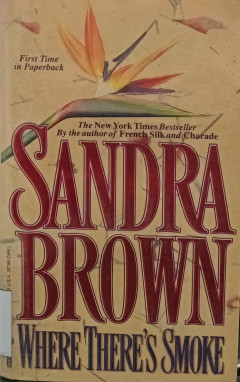 First Time
in Paperback
The New York Times Bestseller
By the author of French Silk and Charade
SANDRA
BROWN
WHERE THERE'S SMOKE